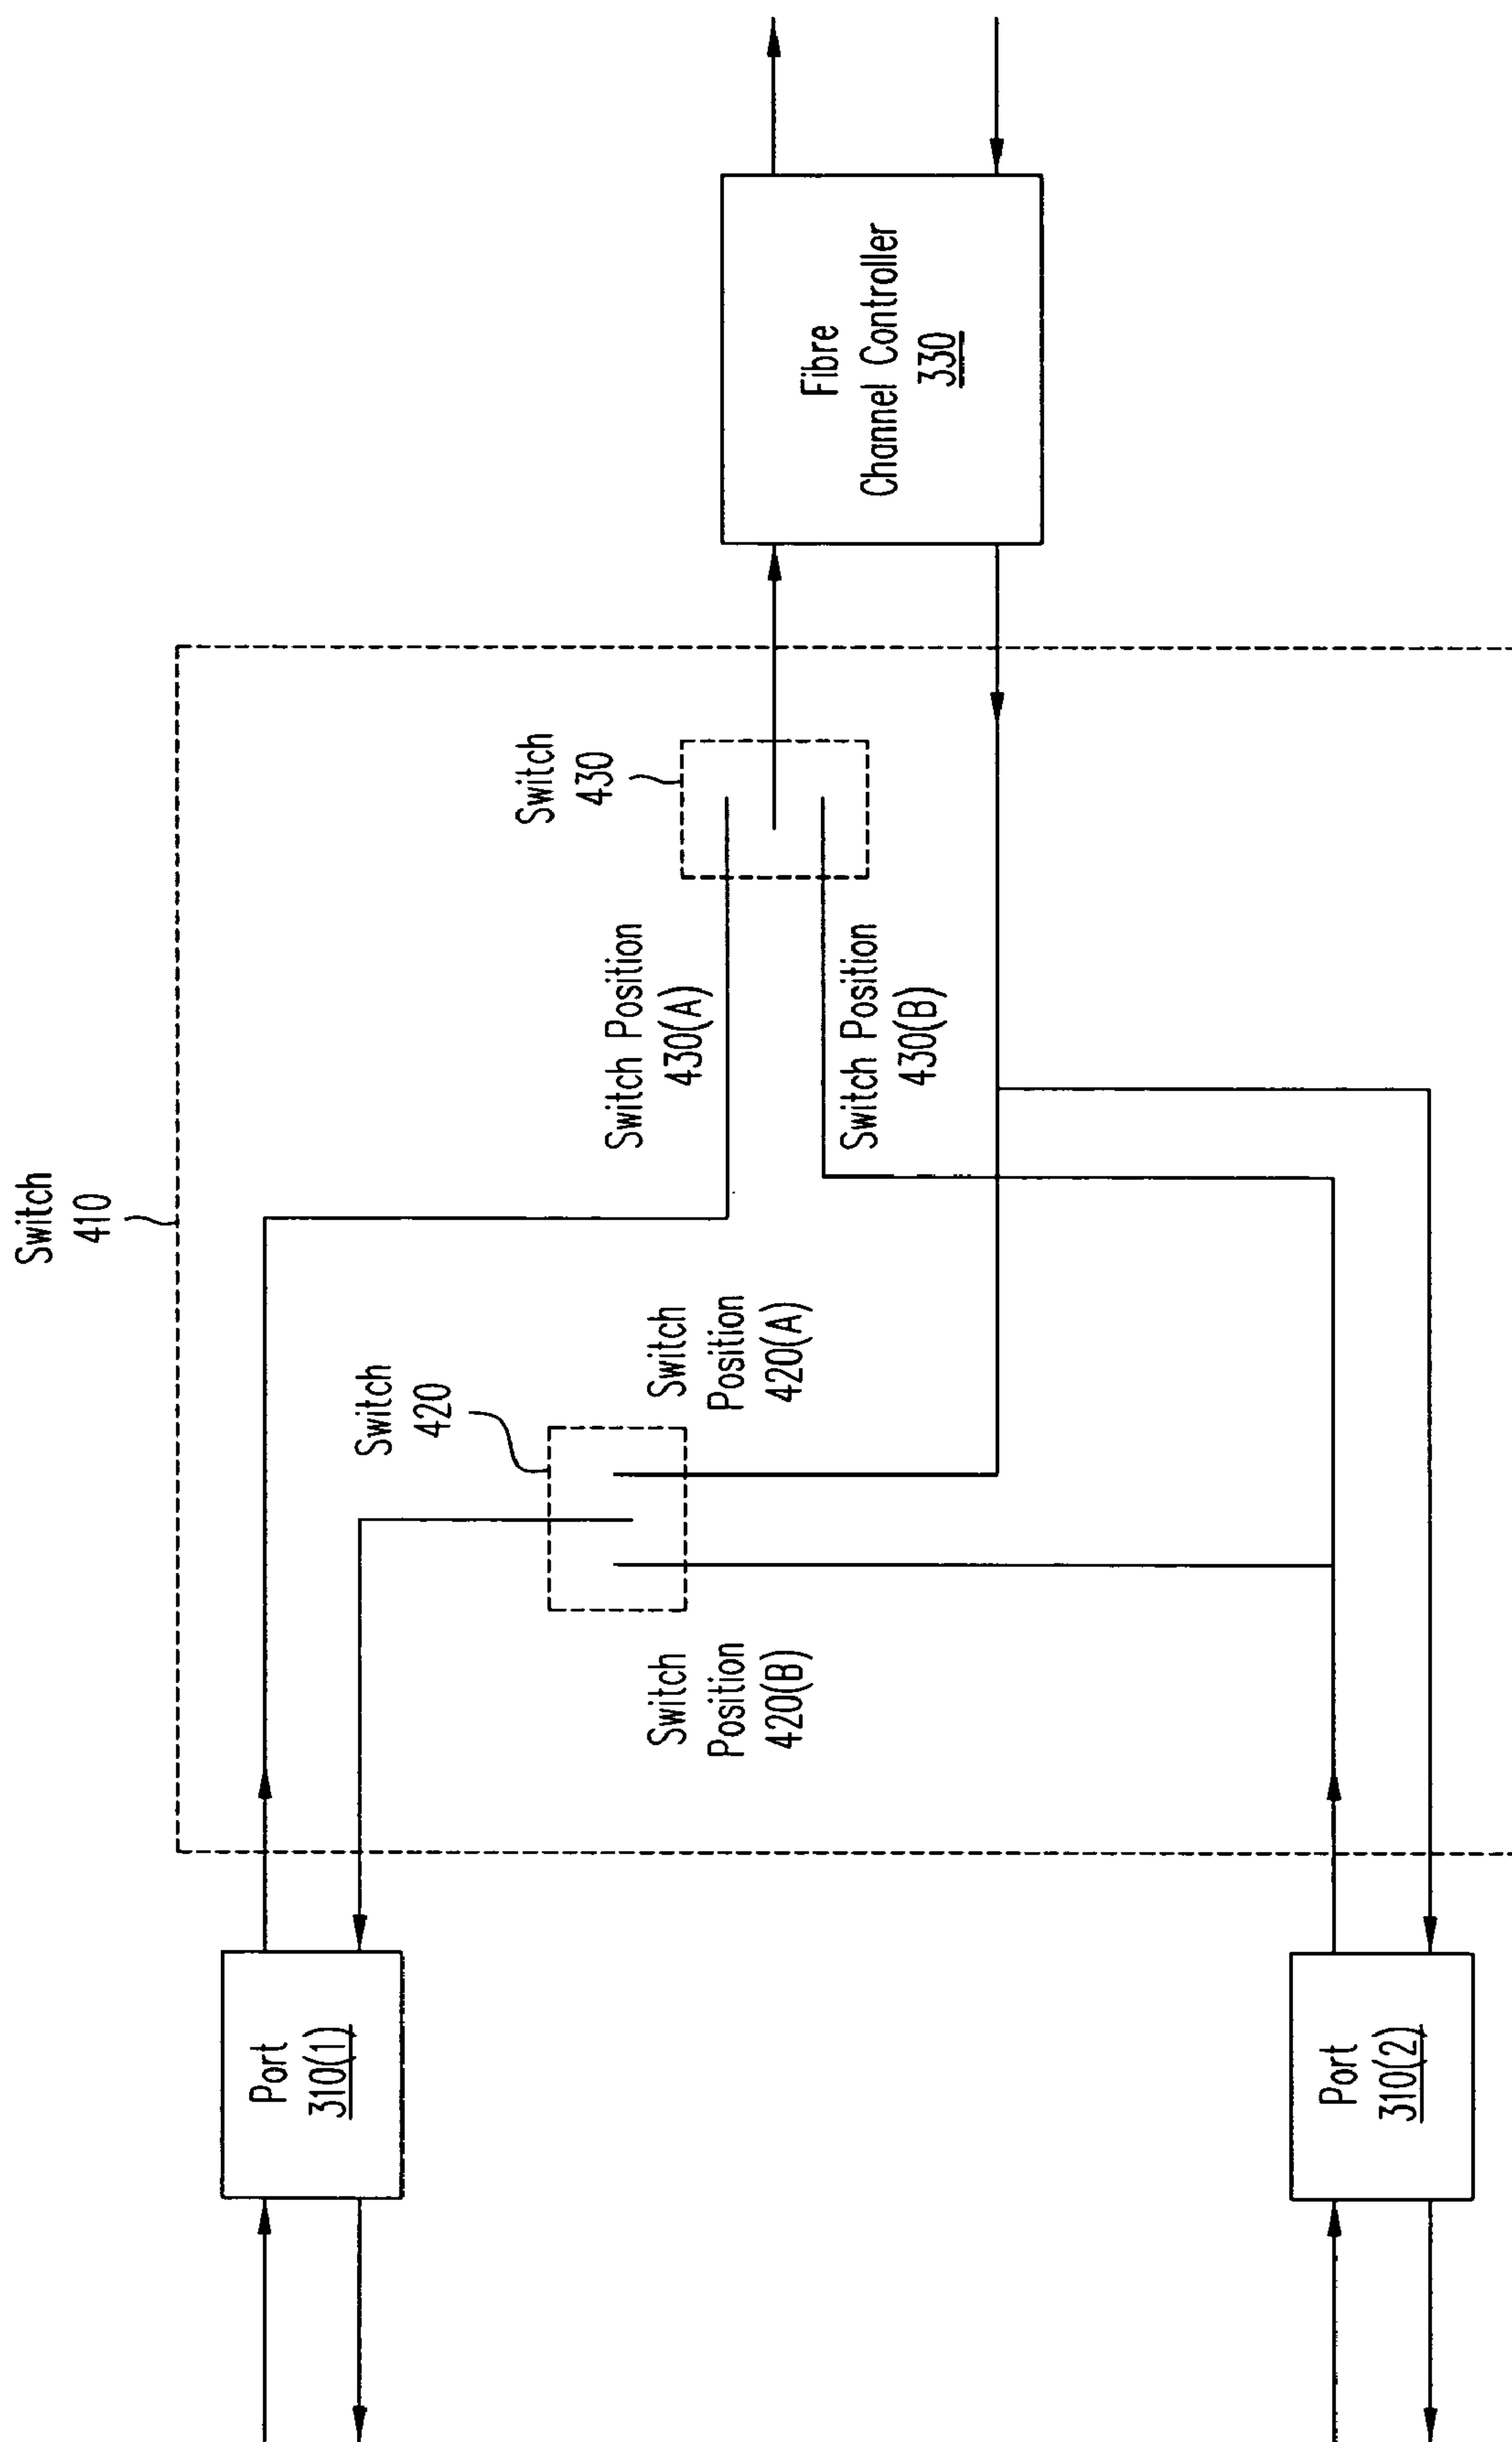 Switch
410
Port
310(1)
Switch
420
Switch
Position
420(B)
Switch
Position
420(A)
Switch Position
430(A)
Switch
430
Switch Position
430(B)
Fibre
Channel Controller
330
Port
310(2)